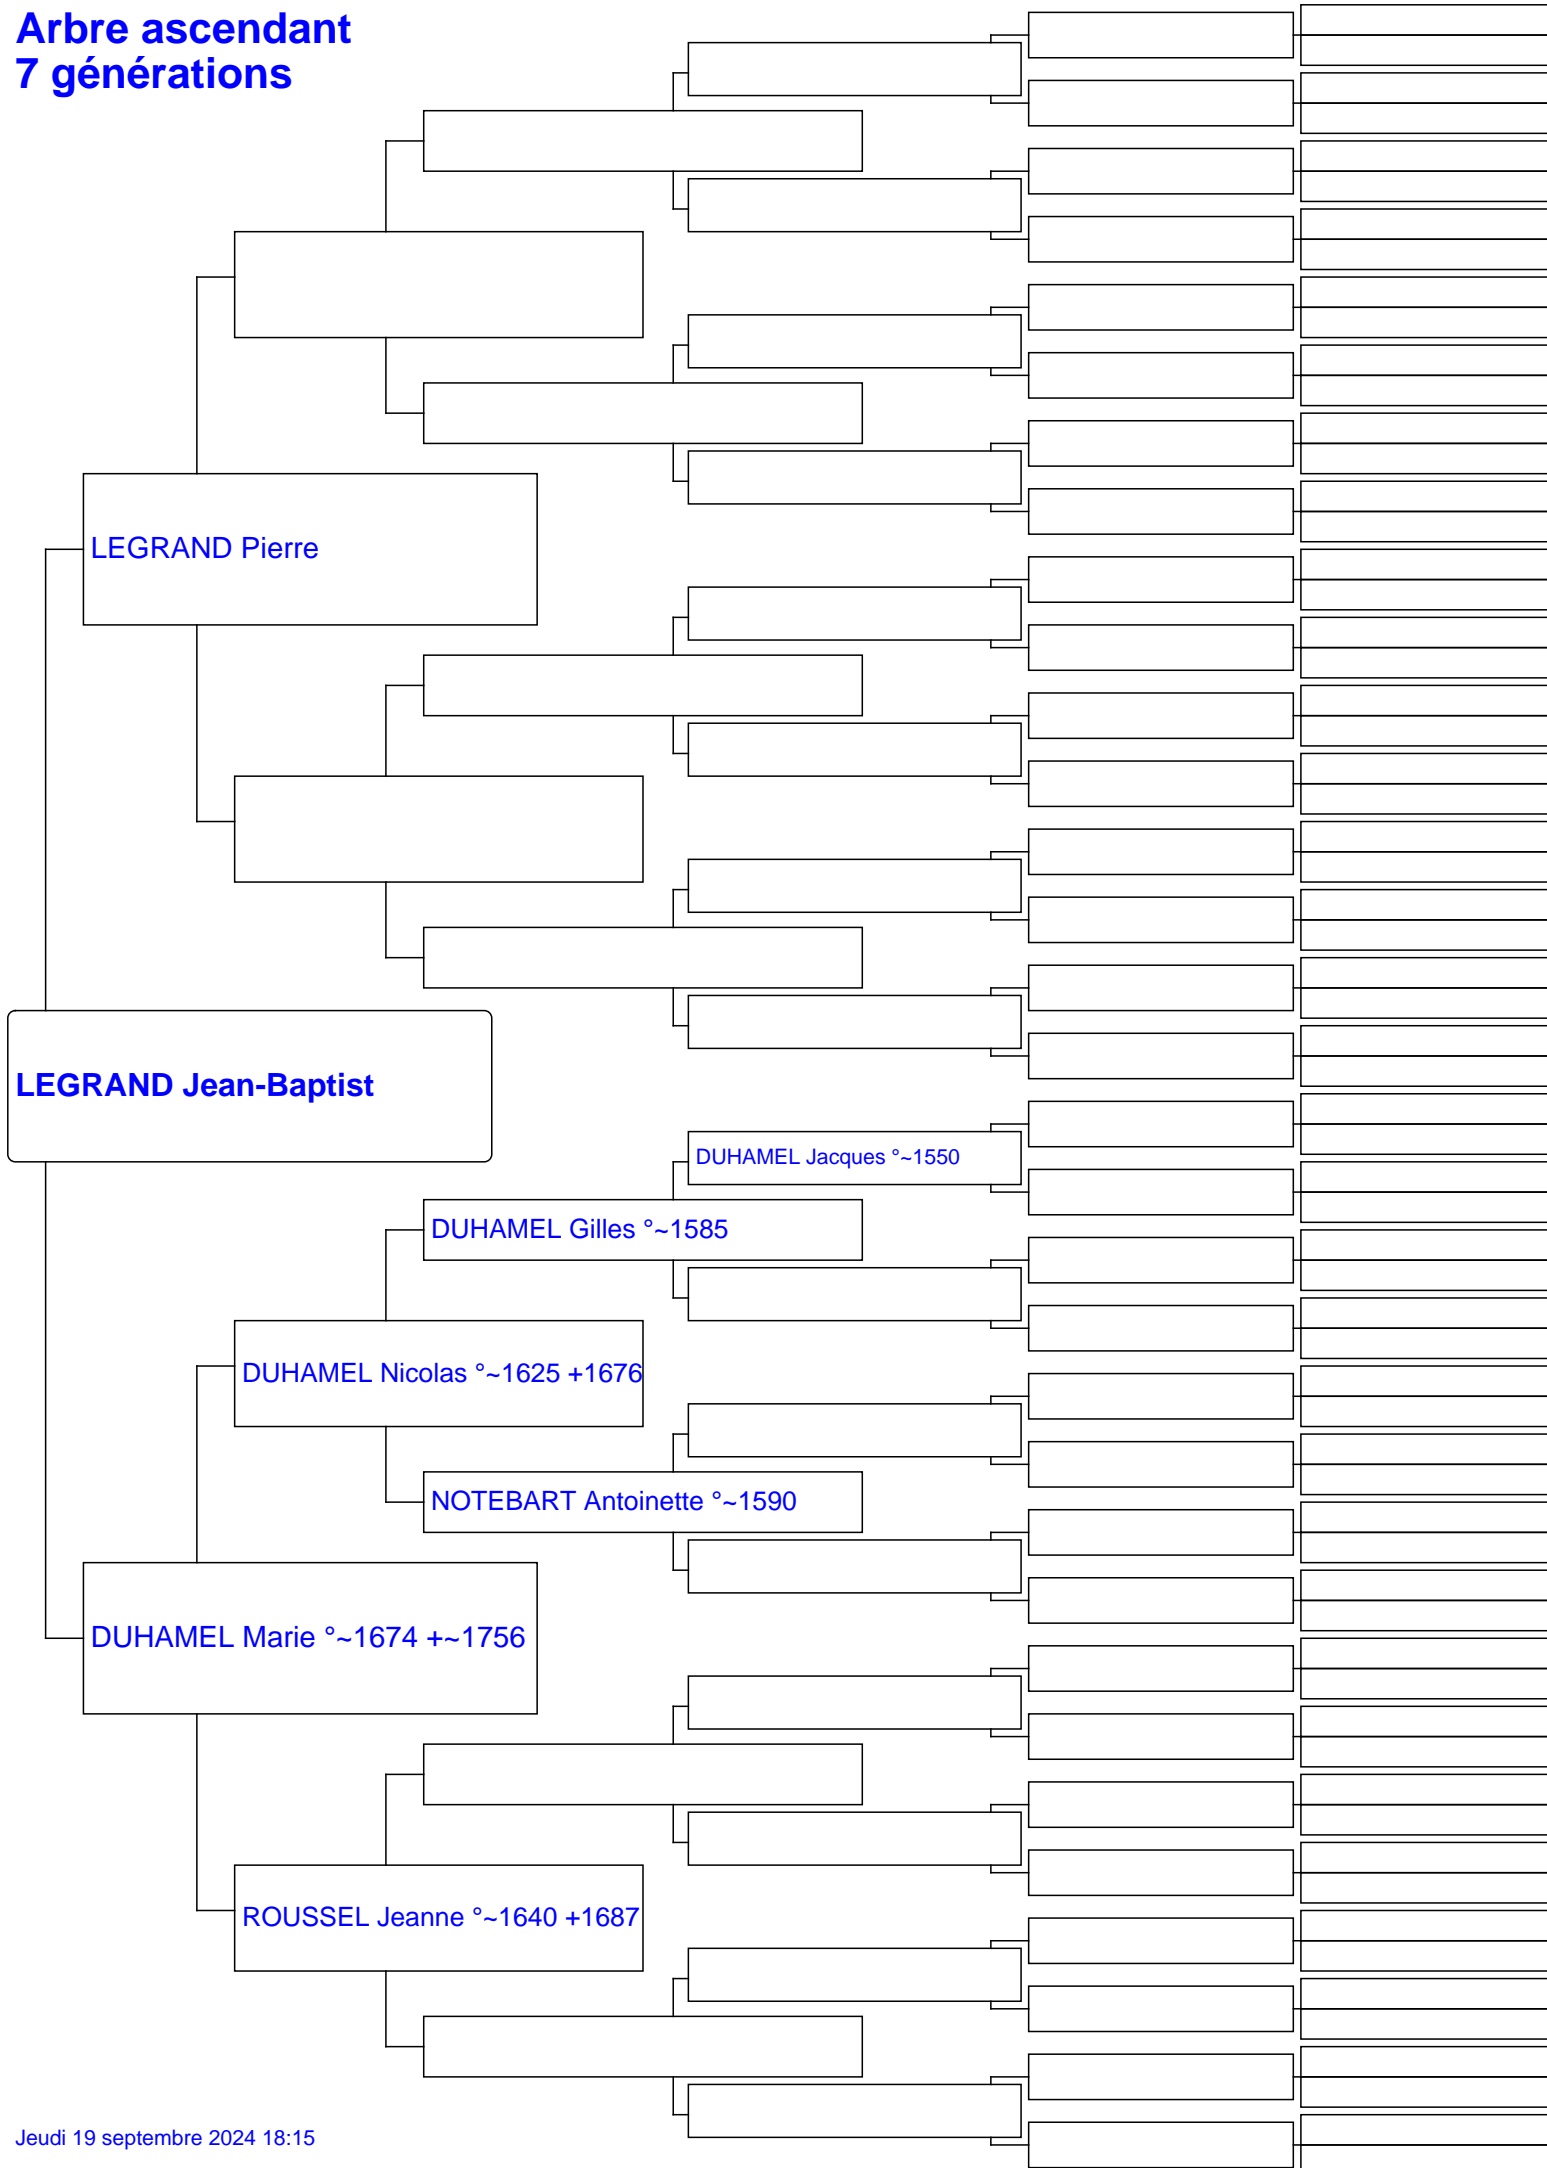 Arbre ascendant
7 générations
LEGRAND Pierre
LEGRAND Jean-Baptist
DUHAMEL Jacques °~1550
DUHAMEL Gilles °~1585
DUHAMEL Nicolas °~1625 +1676
NOTEBART Antoinette °~1590
DUHAMEL Marie °~1674 +~1756
ROUSSEL Jeanne °~1640 +1687
Jeudi 19 septembre 2024 18:15